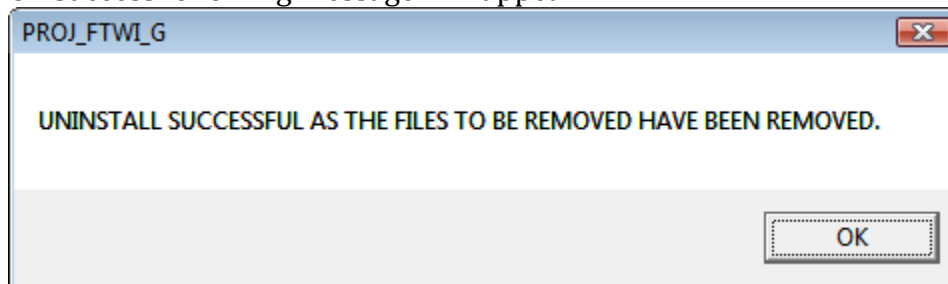 PROJ_FTWI_G
UNINSTALL SUCCESSFUL AS THE FILES TO BE REMOVED HAVE BEEN REMOVED.
OK